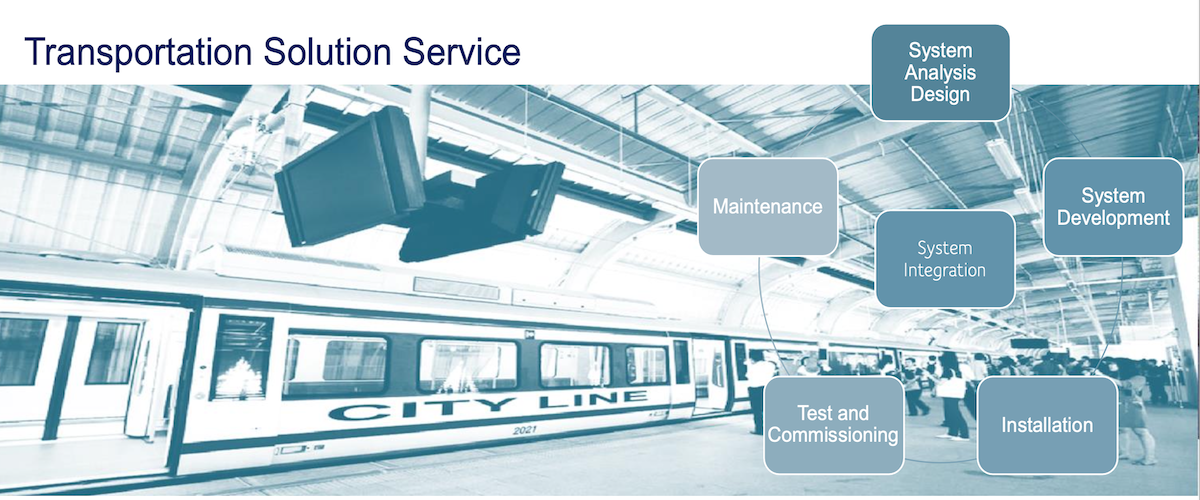 Transportation Solution Service
System
Analysis
Design
Maintenance
System
Development
System
Integration
CITY LINE
2021
Test and
Commissioning
Installation